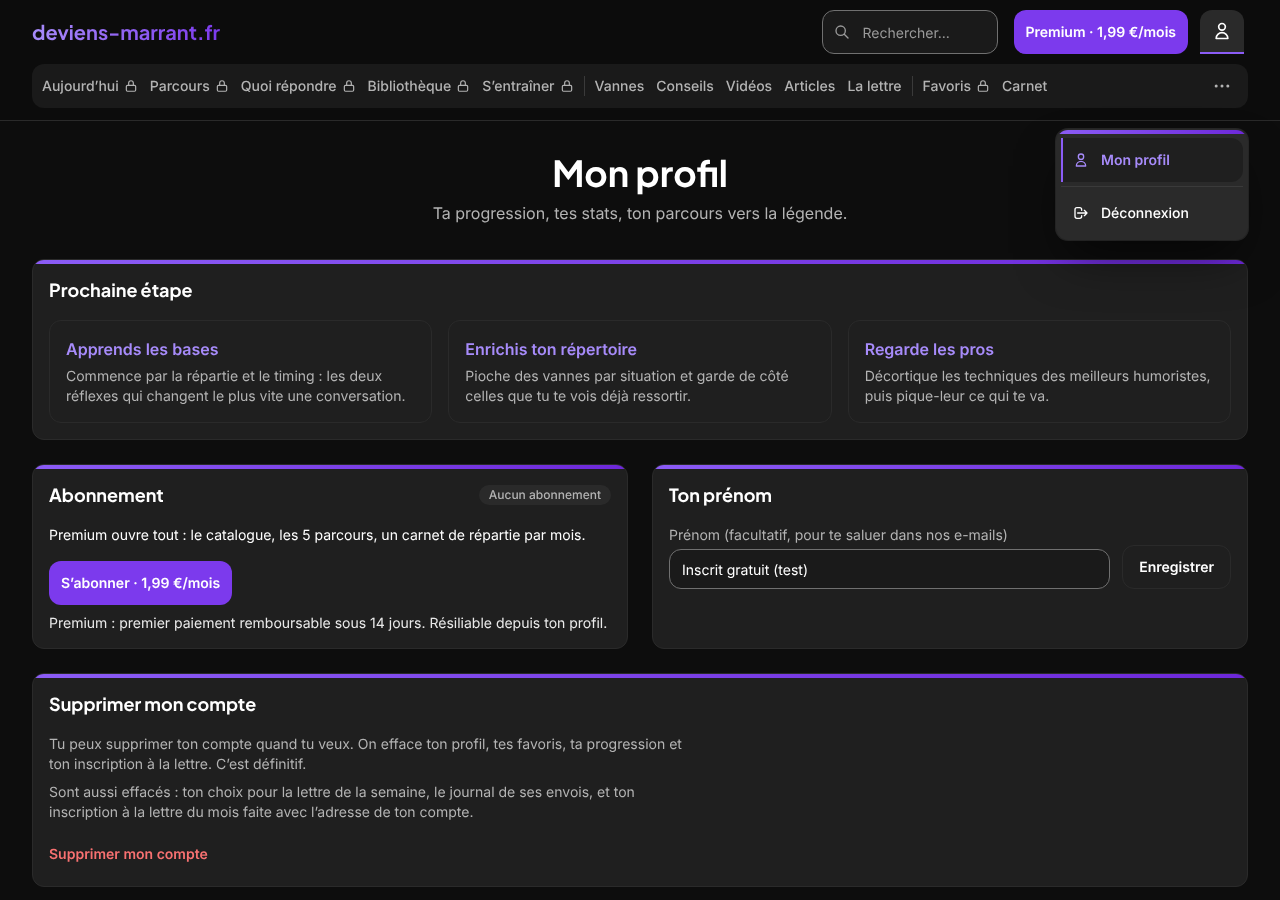 deviens-marrant.fr
Rechercher...
Premium · 1,99 €/mois
Aujourd’hui
Parcours
Quoi répondre
Bibliothèque
S’entraîner
Vannes
Conseils
Vidéos
Articles
La lettre
Favoris
Carnet
Mon profil
Déconnexion
Mon profil
Ta progression, tes stats, ton parcours vers la légende.
Prochaine étape
Apprends les bases
Commence par la répartie et le timing : les deux
réflexes qui changent le plus vite une conversation.
Enrichis ton répertoire
Pioche des vannes par situation et garde de côté
celles que tu te vois déjà ressortir.
Regarde les pros
Décortique les techniques des meilleurs humoristes,
puis pique-leur ce qui te va.
Abonnement
Aucun abonnement
Premium ouvre tout : le catalogue, les 5 parcours, un carnet de répartie par mois.
S’abonner · 1,99 €/mois
Premium : premier paiement remboursable sous 14 jours. Résiliable depuis ton profil.
Ton prénom
Prénom (facultatif, pour te saluer dans nos e-mails)
Inscrit gratuit (test)
Enregistrer
Supprimer mon compte
Tu peux supprimer ton compte quand tu veux. On efface ton profil, tes favoris, ta progression et
ton inscription à la lettre. C’est définitif.
Sont aussi effacés : ton choix pour la lettre de la semaine, le journal de ses envois, et ton
inscription à la lettre du mois faite avec l’adresse de ton compte.
Supprimer mon compte